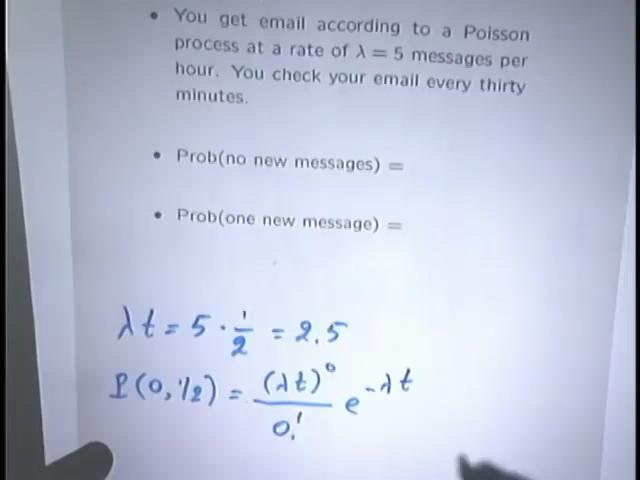 • You get email according to a Poisson
process at a rate of λ = 5 messages per
hour. You check your email every thirty
minutes.
• Prob(no new messages) =
• Prob(one new message) =
λt = 5 · 1/2 = 2.5
P(0, 1/2) = (λt)^0 / 0! e^-λt